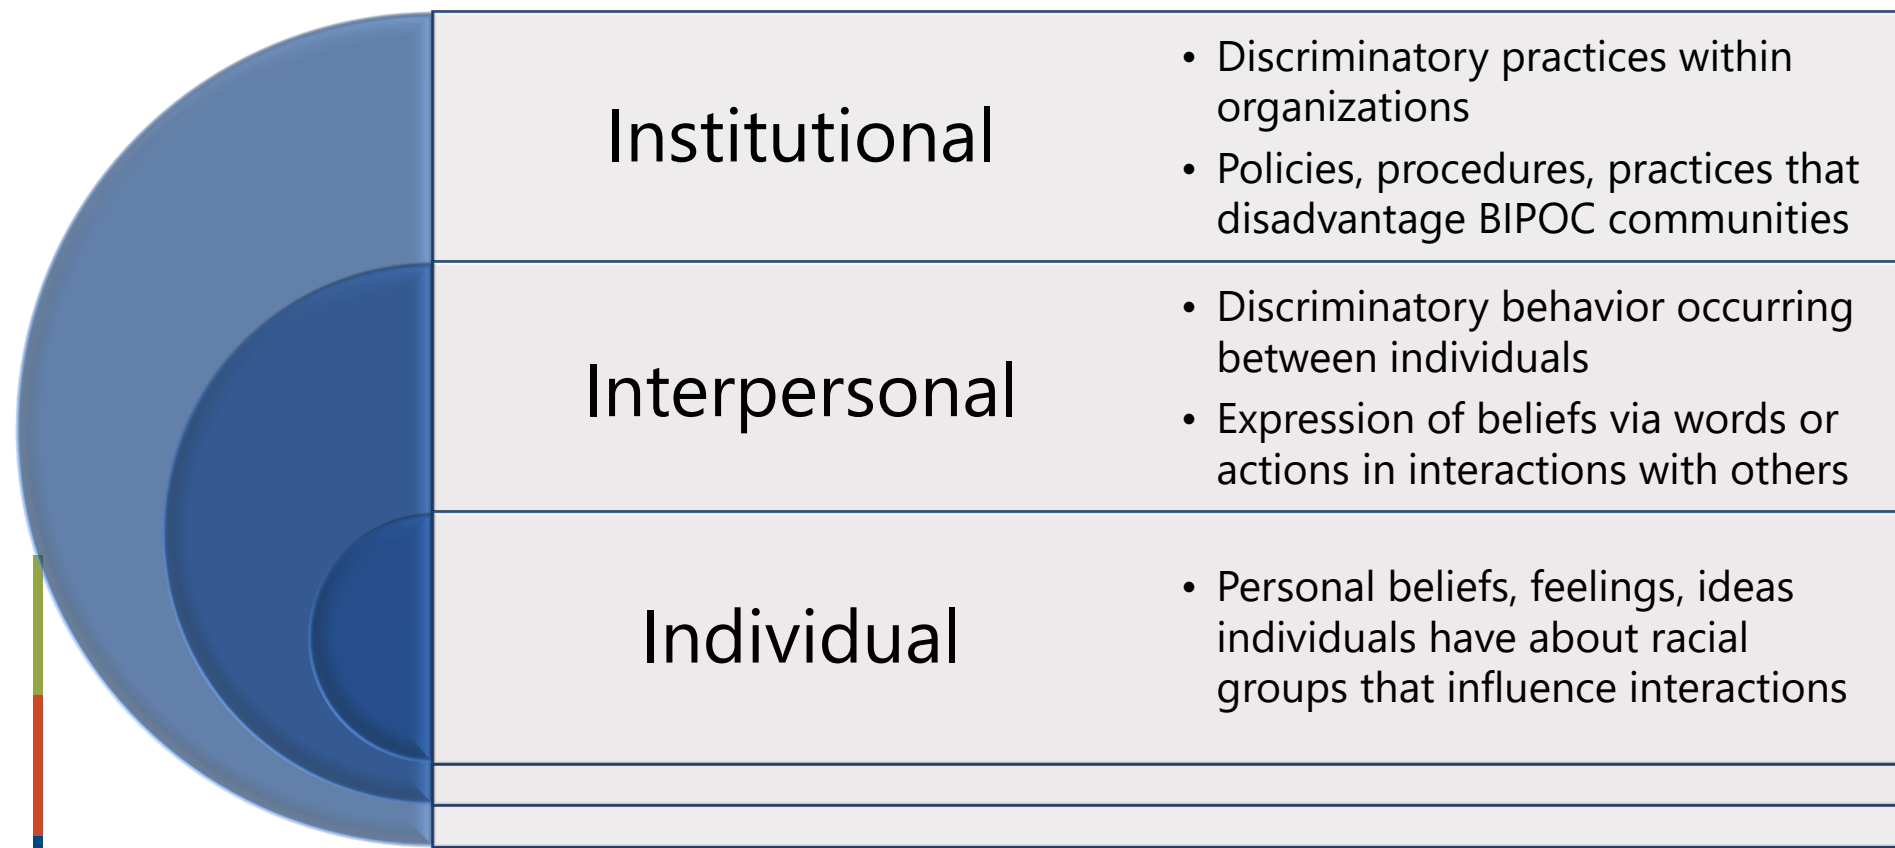 Institutional
• Discriminatory practices within
organizations
• Policies, procedures, practices that
disadvantage BIPOC communities
Interpersonal
• Discriminatory behavior occurring
between individuals
• Expression of beliefs via words or
actions in interactions with others
Individual
• Personal beliefs, feelings, ideas
individuals have about racial
groups that influence interactions